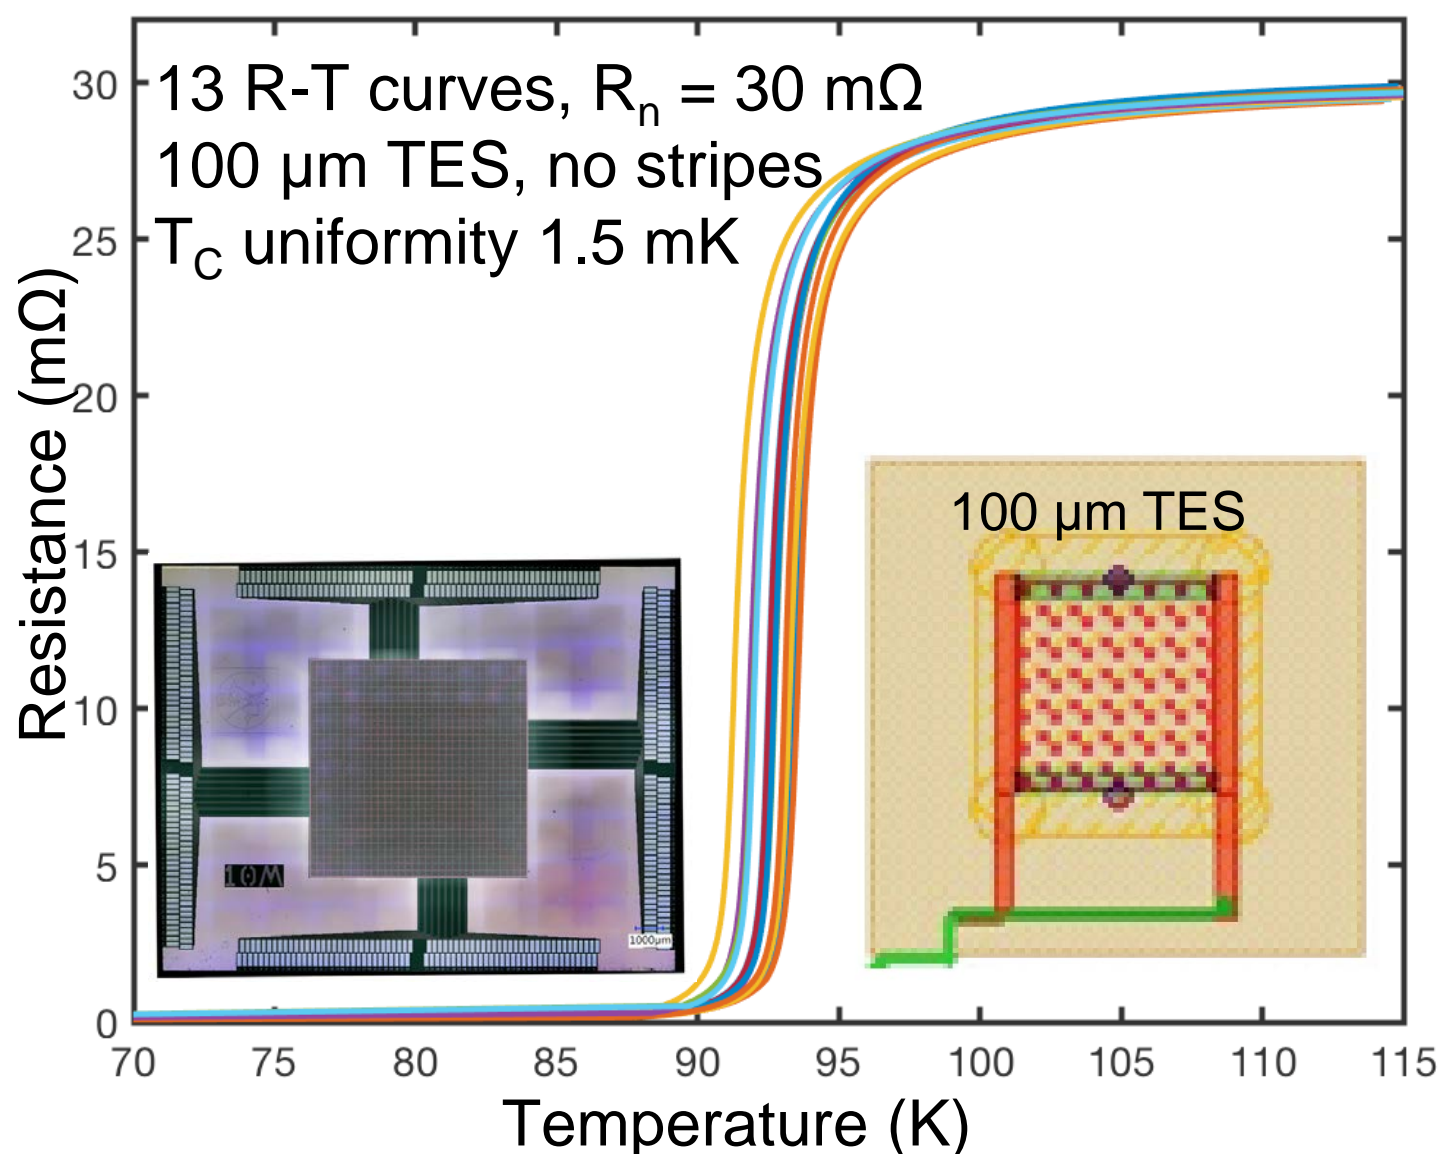 13 R-T curves, Rn = 30 mΩ
100 µm TES, no stripes
TC uniformity 1.5 mK
Resistance (mΩ)
30
25
20
15
10
5
0
100 µm TES
10M
1000µm
70 75 80 85 90 95 100 105 110 115
Temperature (K)